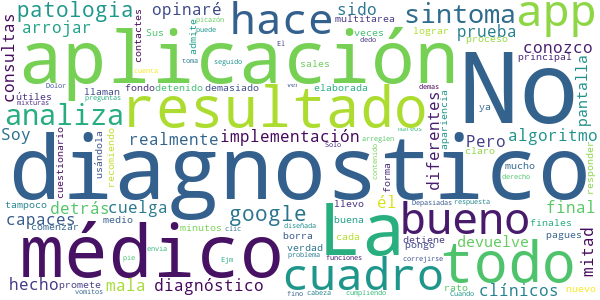 patologia opinaré hace sido sintoma app
consultas arrojar Sus contactes picazón puede admite veces multitarea dedo lograr prueba proceso conozco
aplicación No
El toma seguido sales principal pantalla
llaman fondo detenido demasiado elaborada ver demas ya
Dolor cuenta
útiles mixturas preguntas
analiza resultado diferentes apariencia
Soy cuestionario usándola recomiendo realmente implementación Solo mareos arreglen Pero claro algoritmo
diagnostico
contenido mucho responder
tampoco detrás cuelga google llevo forma él derecho final
capaces comenzar medio minutos borra buena cada
La bueno
médico cuadro todo
hecho envia clic verdad pongo detiene devuelve finales pagues mitad
promete mala diagnóstico diseñada funciones Depasiadas respuesta corregirse clínicos
pie problema rato
vomitos Ejm fino cabeza cumpliendo Cuando nuevo